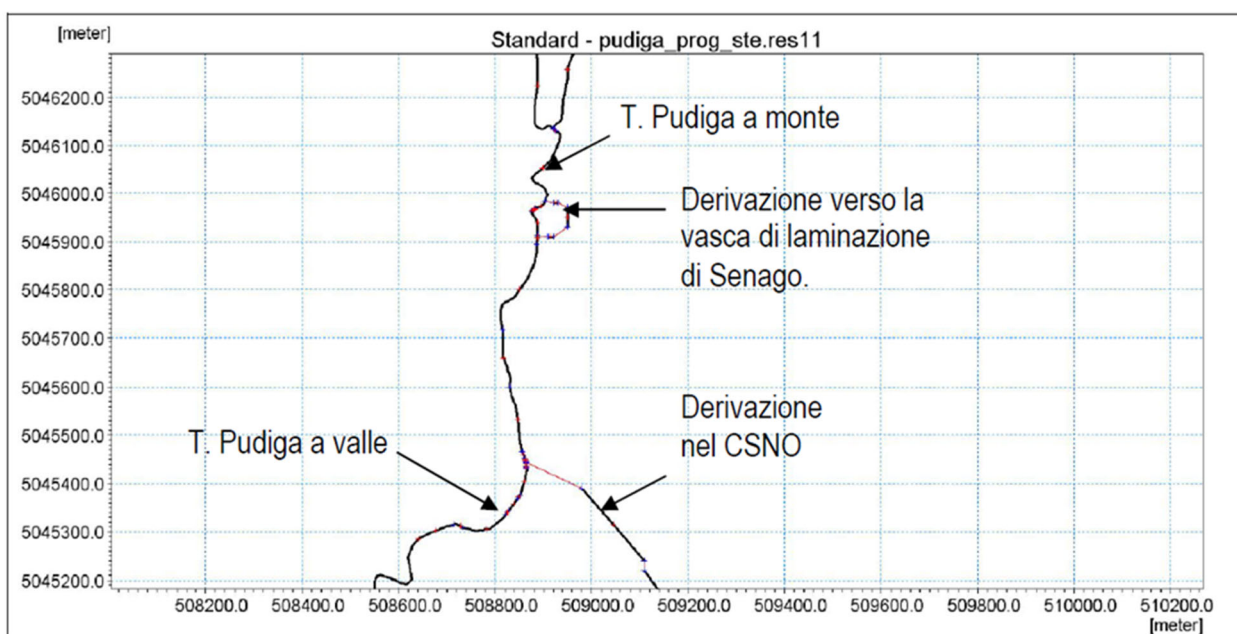 [meter]
Standard - pudiga_prog_ste.res11
5046200.0
5046100.0
5046000.0
5045900.0
5045800.0
5045700.0
5045600.0
5045500.0
5045400.0
5045300.0
5045200.0
T. Pudiga a monte
Derivazione verso la
vasca di laminazione
di Senago.
T. Pudiga a valle
Derivazione
nel CSNO
508200.0 508400.0 508600.0 508800.0 509000.0 509200.0 509400.0 509600.0 509800.0 510000.0 510200.0
[meter]